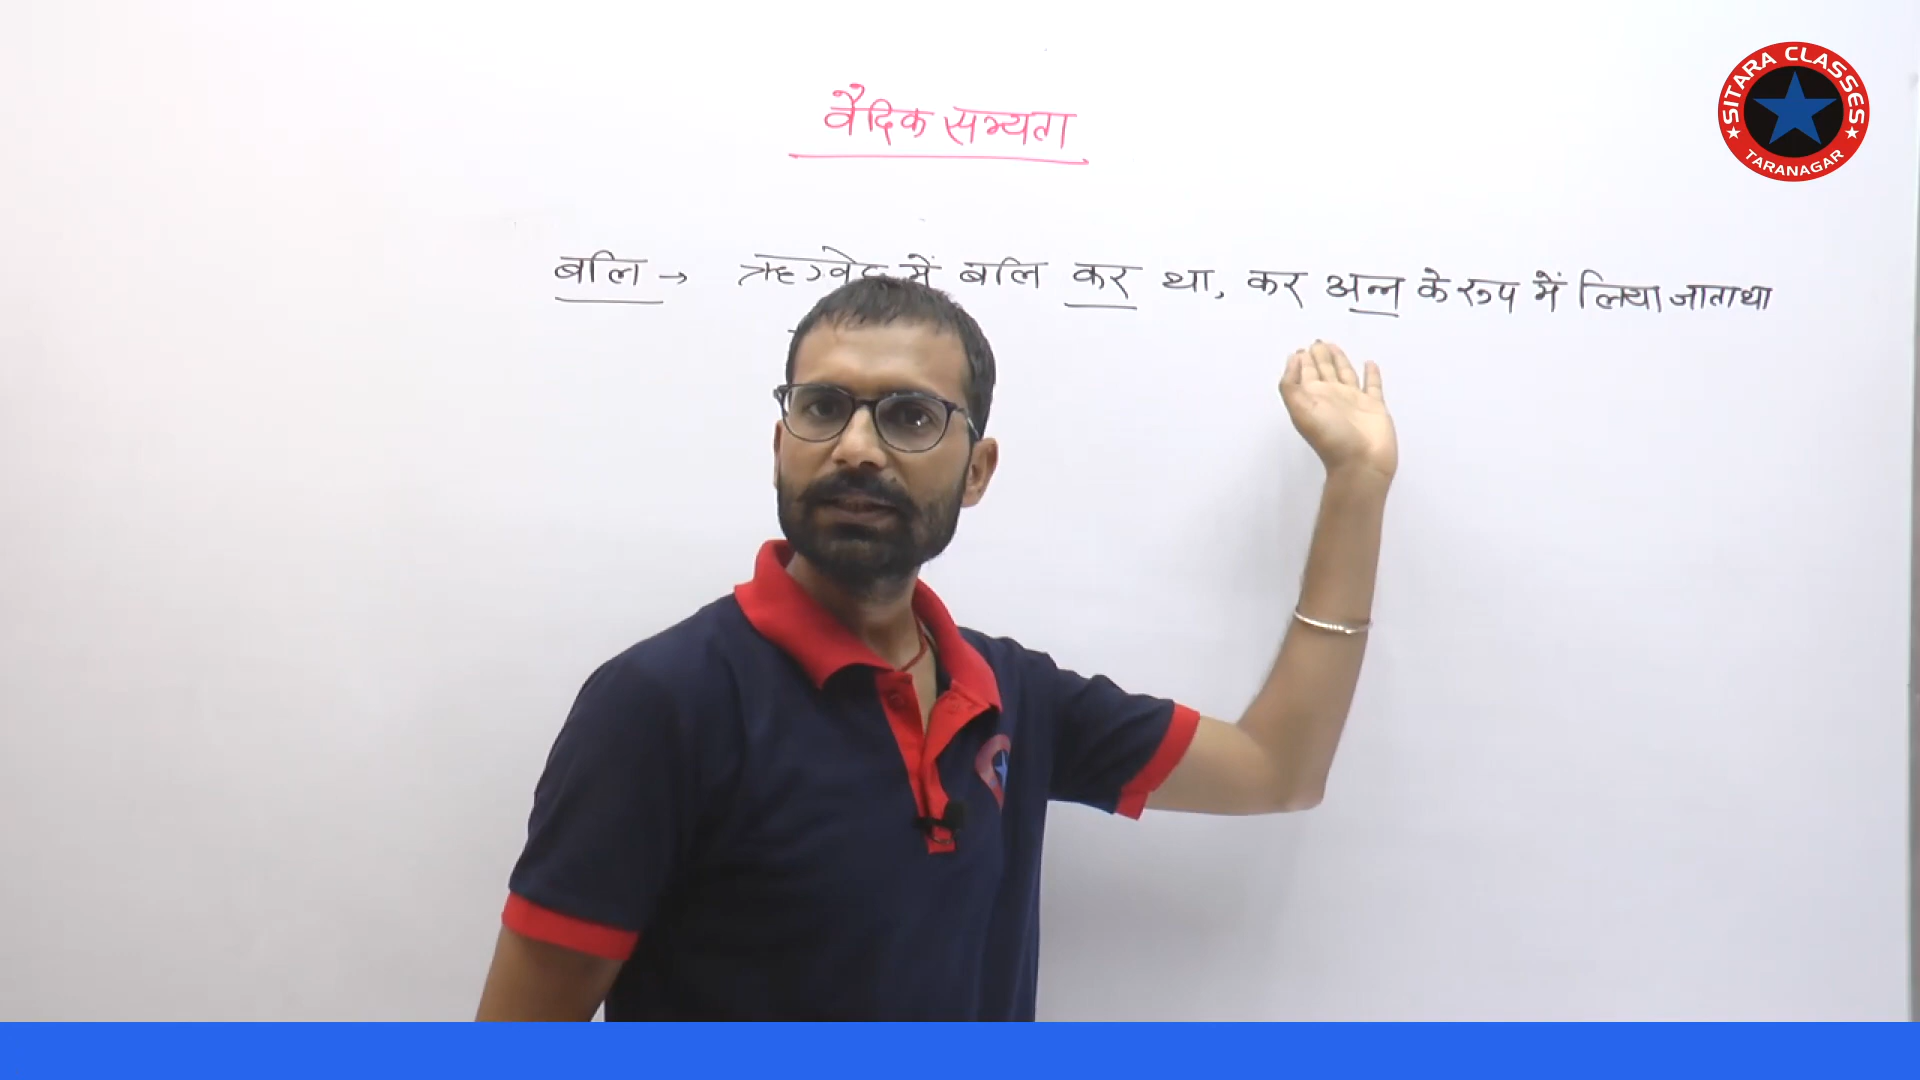 वैदिक सभ्यता
बलि → ऋग्वेद में बलि कर था, कर अन्न के रूप में लिया जाता था
SITARA CLASSES
TARANAGAR